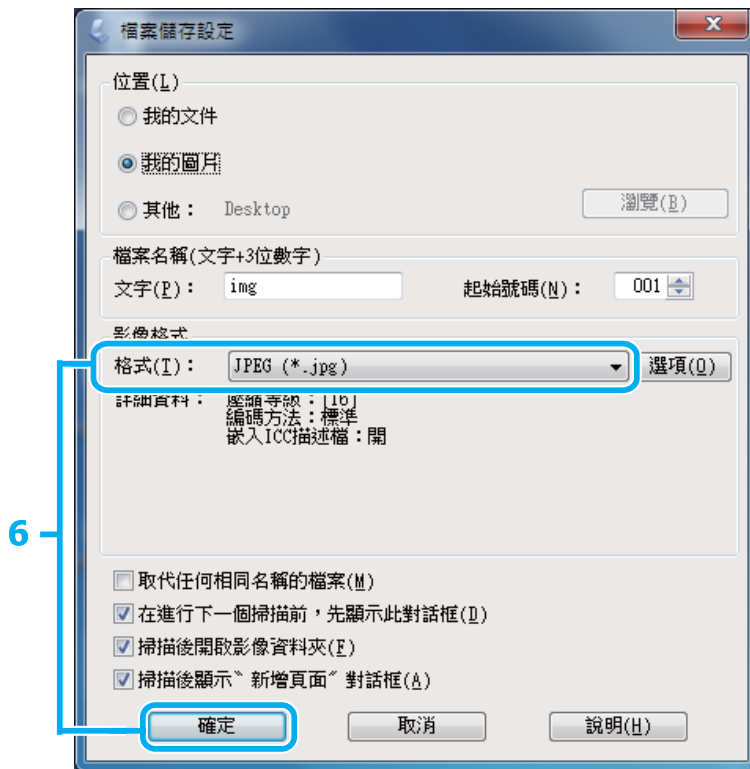 檔案儲存設定
位置(L)
我的文件
我的圖片
其他： Desktop 瀏覽(B)
檔案名稱(文字+3位數字)
文字(P)： img 起始號碼(N)： 001
影像格式
格式(T)： JPEG (*.jpg) 選項(O)
詳細資料： 壓縮等級：[16]
編碼方法：標準
嵌入ICC描述檔：開
6
取代任何相同名稱的檔案(M)
在進行下一個掃描前，先顯示此對話框(D)
掃描後開啟影像資料夾(F)
掃描後顯示〝新增頁面〞對話框(A)
確定 取消 說明(H)